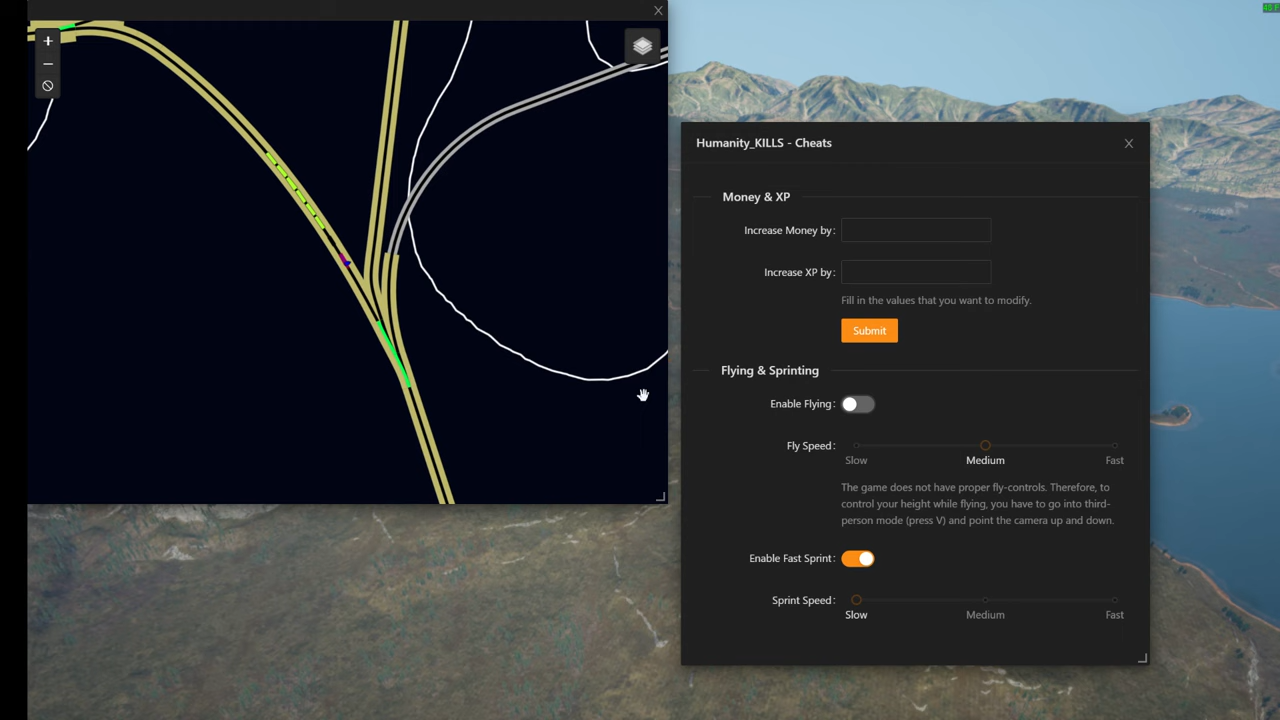 Humanity_KILLS - Cheats
Money & XP
Increase Money by:
Increase XP by:
Fill in the values that you want to modify.
Submit
Flying & Sprinting
Enable Flying:
Fly Speed:
Slow
Medium
Fast
The game does not have proper fly-controls. Therefore, to
control your height while flying, you have to go into third-
person mode (press V) and point the camera up and down.
Enable Fast Sprint:
Sprint Speed:
Slow
Medium
Fast